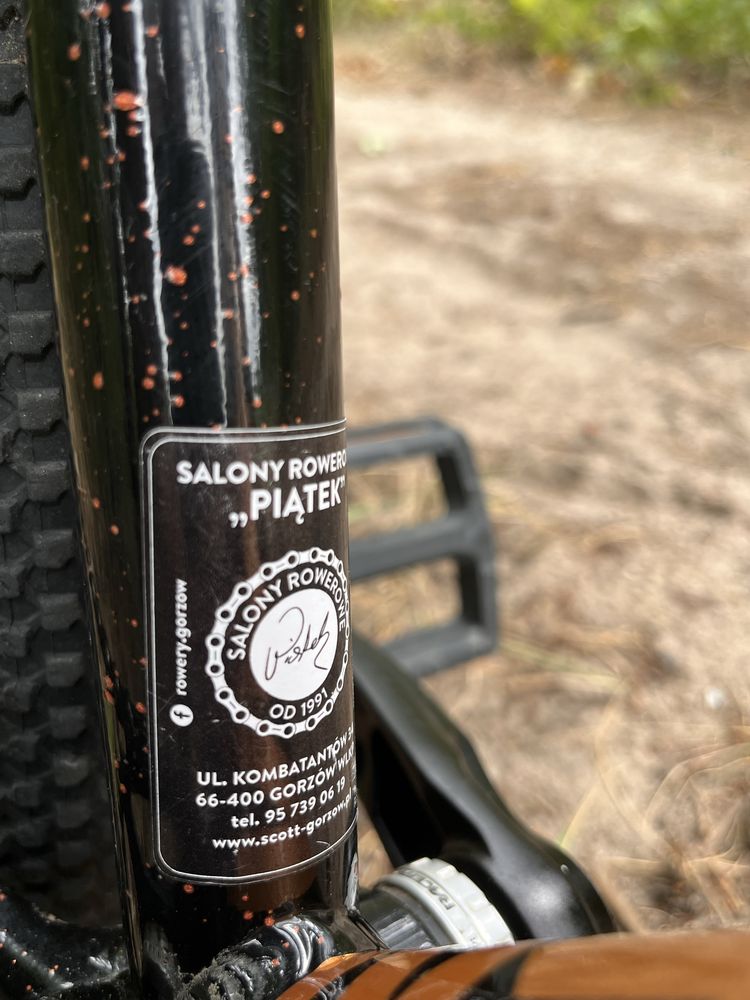 SALONY ROWERO
„PIĄTEK”
SALONY ROWEROWE
Piątek
OD 1991
rowery.gorzow
UL. KOMBATANTÓW
66-400 GORZÓW WLKP
tel. 95 739 06 19
www.scott-gorzow.p